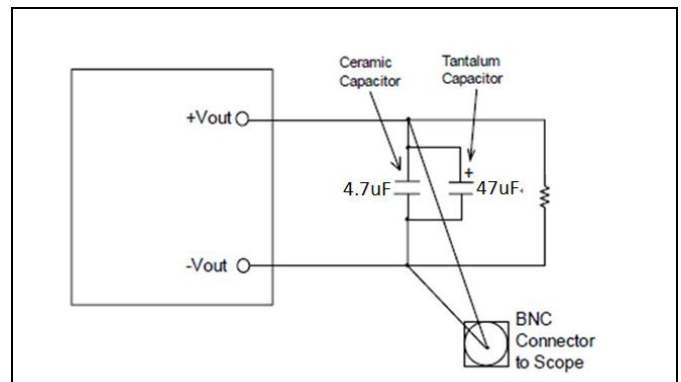 Ceramic
Capacitor
Tantalum
Capacitor
+Vout
+
4.7uF
47uF
-Vout
BNC
Connector
to Scope